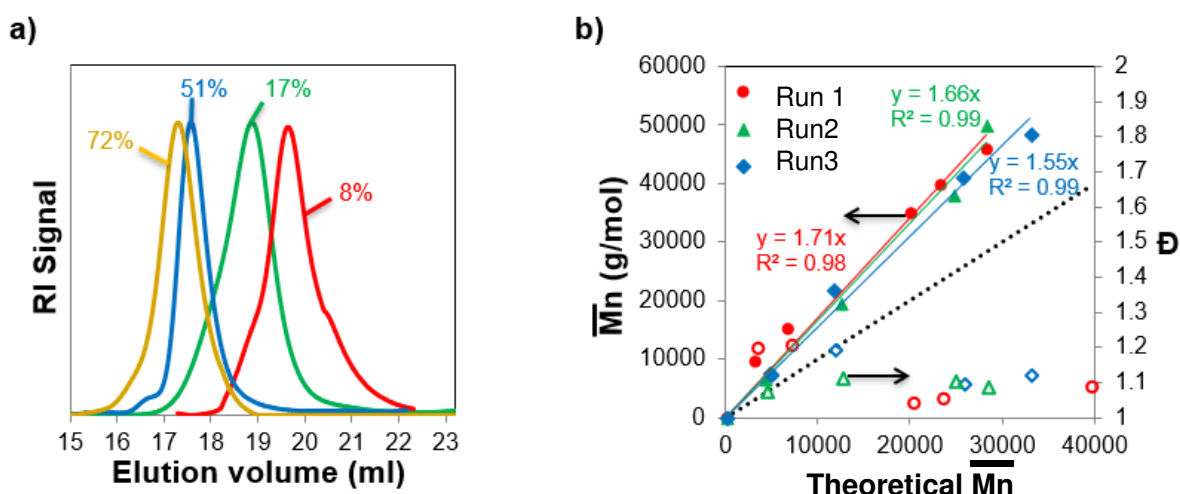 a)
RI Signal
72%
51%
17%
8%
15 16 17 18 19 20 21 22 23
Elution volume (ml)
b)
M̅n (g/mol)
60000
50000
40000
30000
20000
10000
0
Run 1
Run2
Run3
y = 1.66x
R² = 0.99
y = 1.55x
R² = 0.99
y = 1.71x
R² = 0.98
2
1.9
1.8
1.7
1.6
1.5
1.4
1.3
1.2
1.1
1
Đ
0 10000 20000 30000 40000
Theoretical M̅n̅